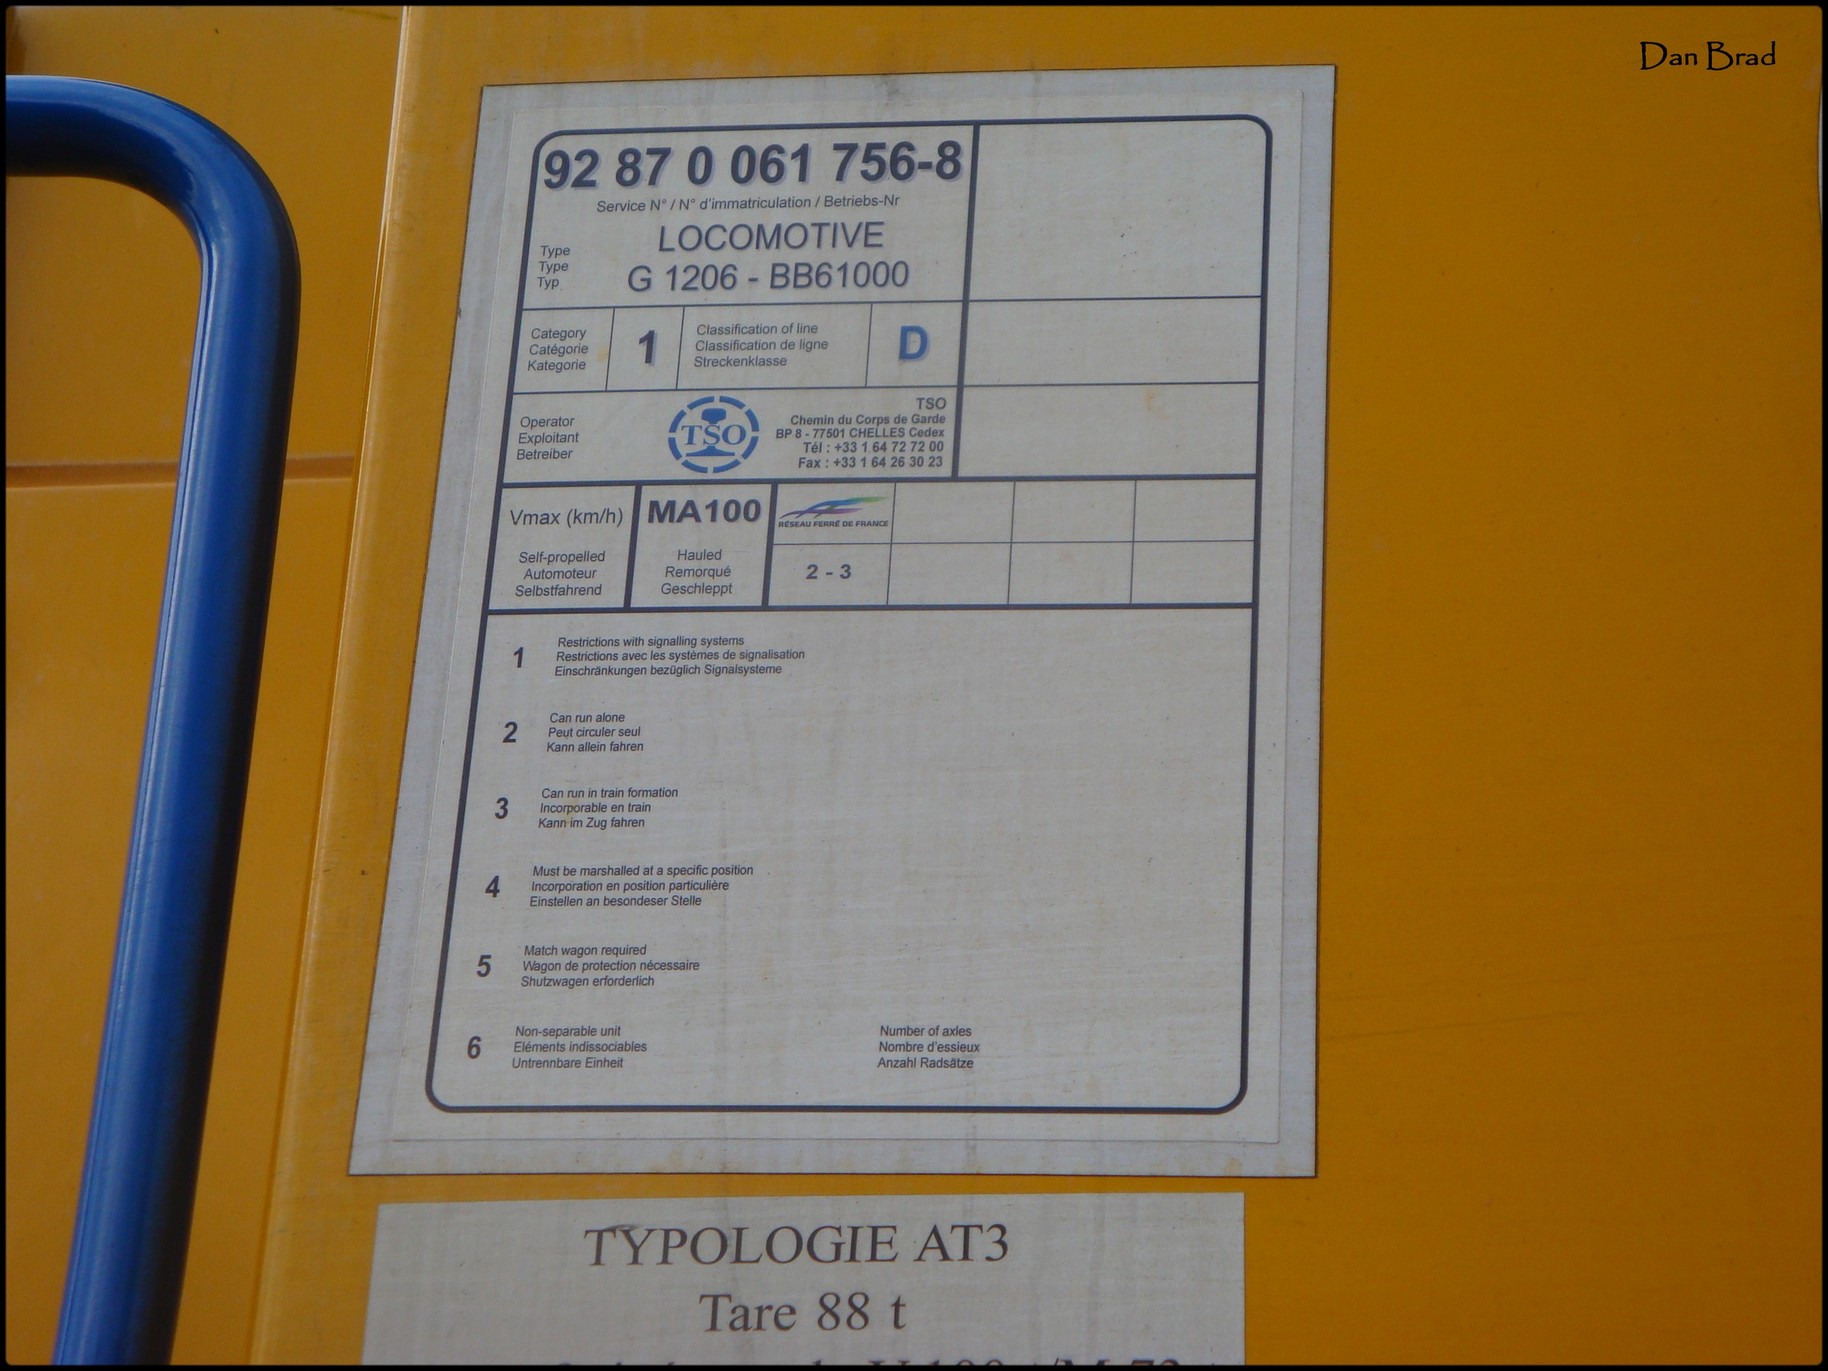 Dan Brad
92 87 0 061 756-8
Service N° / N° d'immatriculation / Betriebs-Nr
Type
Type
Typ
LOCOMOTIVE
G 1206 - BB61000
Category
Catégorie
Kategorie
1
Classification of line
Classification de ligne
Streckenklasse
D
Operator
Exploitant
Betreiber
TSO
TSO
Chemin du Corps de Garde
BP 8 - 77501 CHELLES Cedex
Tél : +33 1 64 72 72 00
Fax : +33 1 64 26 30 23
Vmax (km/h)
Self-propelled
Automoteur
Selbstfahrend
MA100
Hauled
Remorqué
Geschleppt
RÉSEAU FERRÉ DE FRANCE
2 - 3
1
Restrictions with signalling systems
Restrictions avec les systèmes de signalisation
Einschränkungen bezüglich Signalsysteme
2
Can run alone
Peut circuler seul
Kann allein fahren
3
Can run in train formation
Incorporable en train
Kann im Zug fahren
4
Must be marshalled at a specific position
Incorporation en position particulière
Einstellen an besondeser Stelle
5
Match wagon required
Wagon de protection nécessaire
Shutzwagen erforderlich
6
Non-separable unit
Eléments indissociables
Untrennbare Einheit
Number of axles
Nombre d'essieux
Anzahl Radsätze
TYPOLOGIE AT3
Tare 88 t